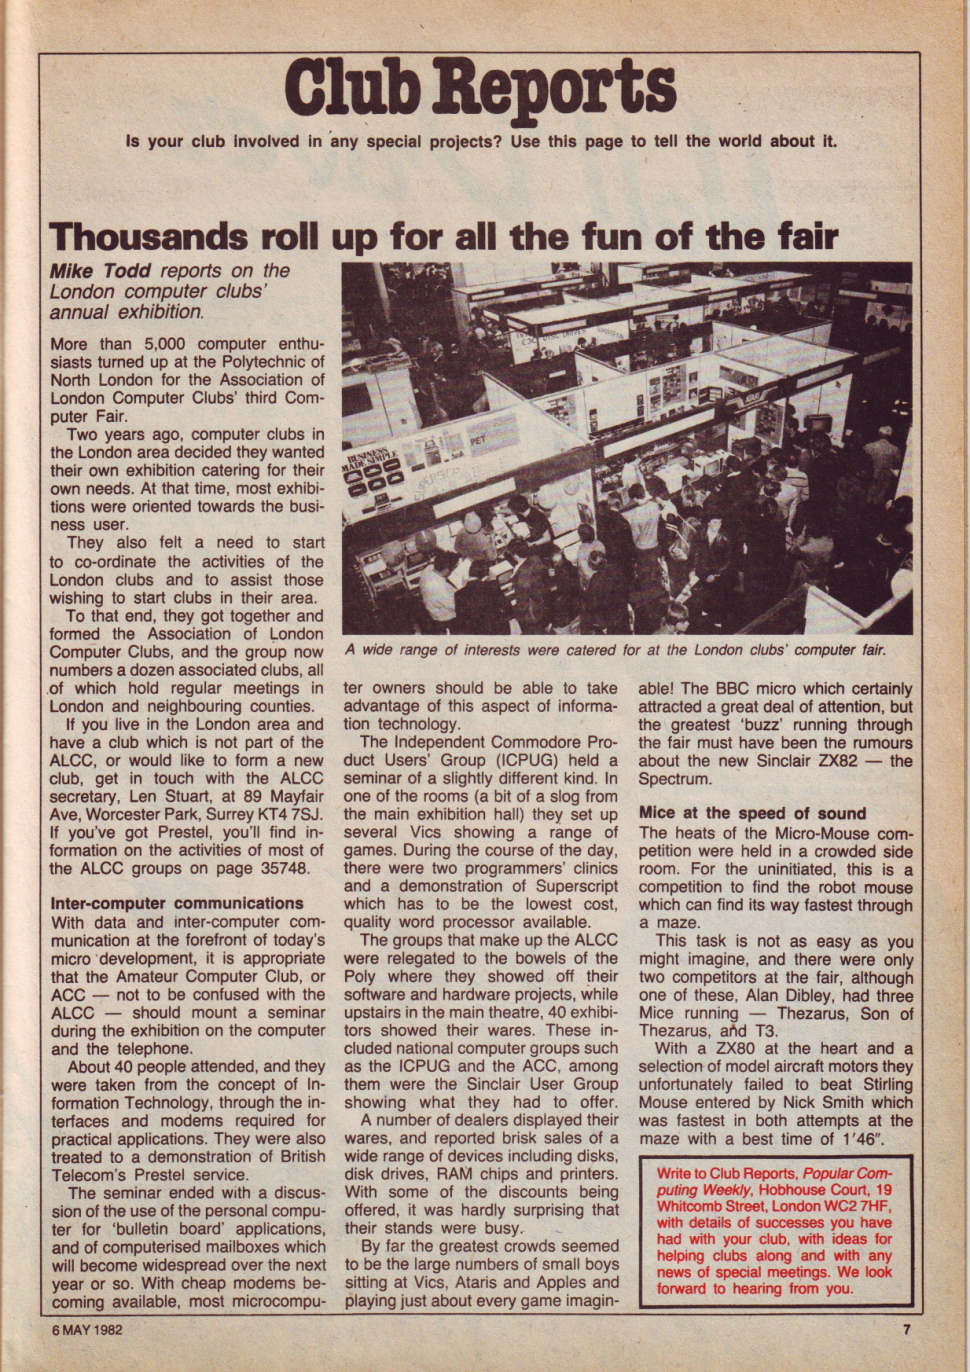 Club Reports
Is your club involved in any special projects? Use this page to tell the world about it.
Thousands roll up for all the fun of the fair
Mike Todd reports on the
London computer clubs'
annual exhibition.
More than 5,000 computer enthu-
siasts turned up at the Polytechnic of
North London for the Association of
London Computer Clubs' third Com-
puter Fair.
Two years ago, computer clubs in
the London area decided they wanted
their own exhibition catering for their
own needs. At that time, most exhibi-
tions were oriented towards the busi-
ness user.
They also felt a need to start
to co-ordinate the activities of the
London clubs and to assist those
wishing to start clubs in their area.
To that end, they got together and
formed the Association of London
Computer Clubs, and the group now
numbers a dozen associated clubs, all
of which hold regular meetings in
London and neighbouring counties.
If you live in the London area and
have a club which is not part of the
ALCC, or would like to form a new
club, get in touch with the ALCC
secretary, Len Stuart, at 89 Mayfair
Ave, Worcester Park, Surrey KT4 7SJ.
If you've got Prestel, you'll find in-
formation on the activities of most of
the ALCC groups on page 35748.
Inter-computer communications
With data and inter-computer com-
munication at the forefront of today's
micro development, it is appropriate
that the Amateur Computer Club, or
ACC — not to be confused with the
ALCC — should mount a seminar
during the exhibition on the computer
and the telephone.
About 40 people attended, and they
were taken from the concept of In-
formation Technology, through the in-
terfaces and modems required for
practical applications. They were also
treated to a demonstration of British
Telecom's Prestel service.
The seminar ended with a discus-
sion of the use of the personal compu-
ter for 'bulletin board' applications,
and of computerised mailboxes which
will become widespread over the next
year or so. With cheap modems be-
coming available, most microcompu-
BUSINESS
MADE SIMPLE
PET
ATARI
A wide range of interests were catered for at the London clubs' computer fair.
ter owners should be able to take
advantage of this aspect of informa-
tion technology.
The Independent Commodore Pro-
duct Users' Group (ICPUG) held a
seminar of a slightly different kind. In
one of the rooms (a bit of a slog from
the main exhibition hall) they set up
several Vics showing a range of
games. During the course of the day,
there were two programmers' clinics
and a demonstration of Superscript
which has to be the lowest cost,
quality word processor available.
The groups that make up the ALCC
were relegated to the bowels of the
Poly where they showed off their
software and hardware projects, while
upstairs in the main theatre, 40 exhibi-
tors showed their wares. These in-
cluded national computer groups such
as the ICPUG and the ACC, among
them were the Sinclair User Group
showing what they had to offer.
A number of dealers displayed their
wares, and reported brisk sales of a
wide range of devices including disks,
disk drives, RAM chips and printers.
With some of the discounts being
offered, it was hardly surprising that
their stands were busy.
By far the greatest crowds seemed
to be the large numbers of small boys
sitting at Vics, Ataris and Apples and
playing just about every game imagin-
able! The BBC micro which certainly
attracted a great deal of attention, but
the greatest 'buzz' running through
the fair must have been the rumours
about the new Sinclair ZX82 — the
Spectrum.
Mice at the speed of sound
The heats of the Micro-Mouse com-
petition were held in a crowded side
room. For the uninitiated, this is a
competition to find the robot mouse
which can find its way fastest through
a maze.
This task is not as easy as you
might imagine, and there were only
two competitors at the fair, although
one of these, Alan Dibley, had three
Mice running — Thezarus, Son of
Thezarus, and T3.
With a ZX80 at the heart and a
selection of model aircraft motors they
unfortunately failed to beat Stirling
Mouse entered by Nick Smith which
was fastest in both attempts at the
maze with a best time of 1'46".
Write to Club Reports, Popular Com-
puting Weekly, Hobhouse Court, 19
Whitcomb Street, London WC2 7HF,
with details of successes you have
had with your club, with ideas for
helping clubs along and with any
news of special meetings. We look
forward to hearing from you.
6 MAY 1982
7